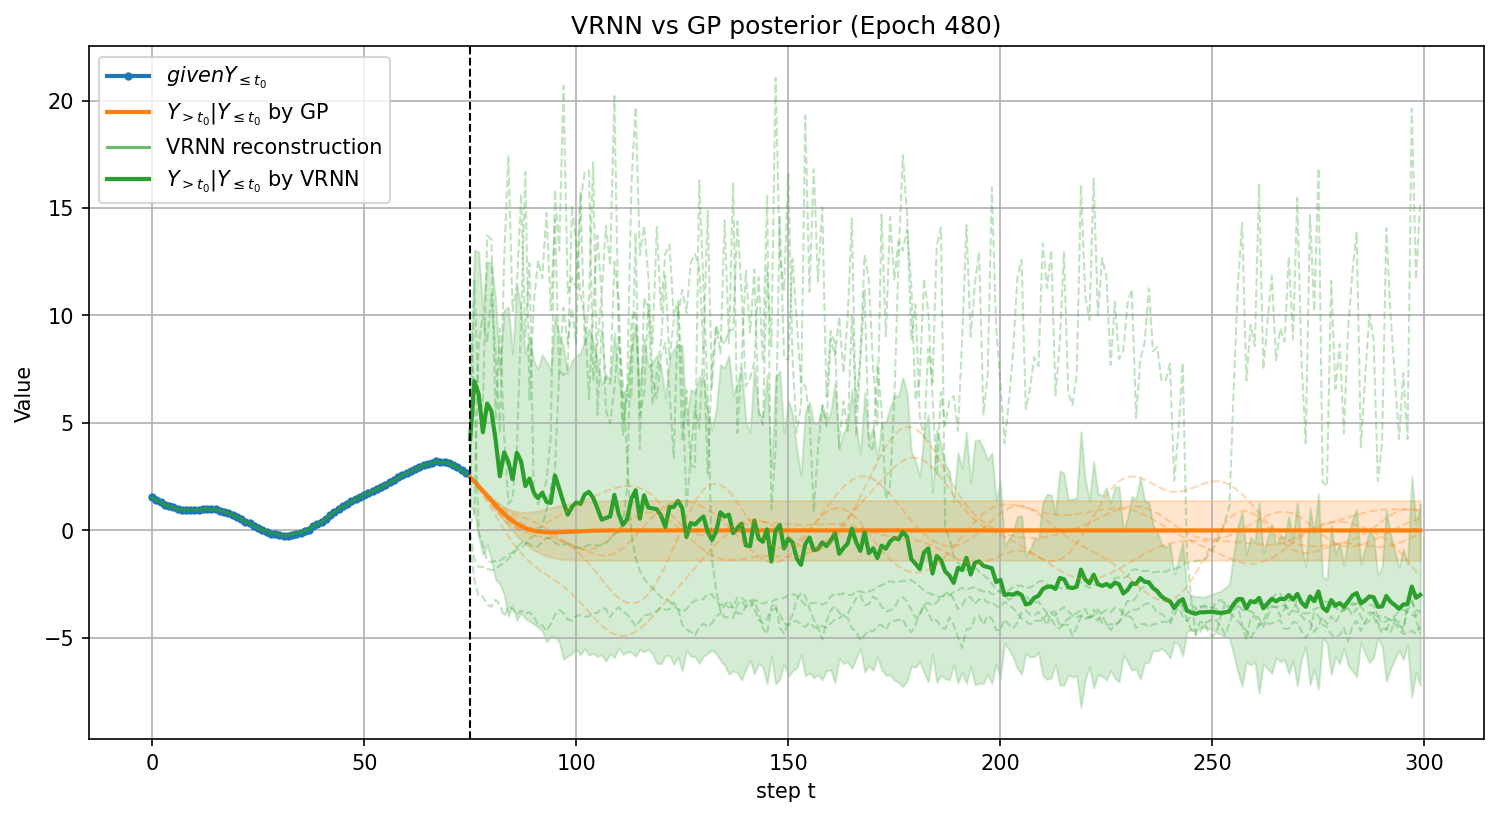 VRNN vs GP posterior (Epoch 480)
givenY≤t₀
Y>t₀|Y≤t₀ by GP
VRNN reconstruction
Y>t₀|Y≤t₀ by VRNN
Value
20
15
10
5
0
−5
0 50 100 150 200 250 300
step t